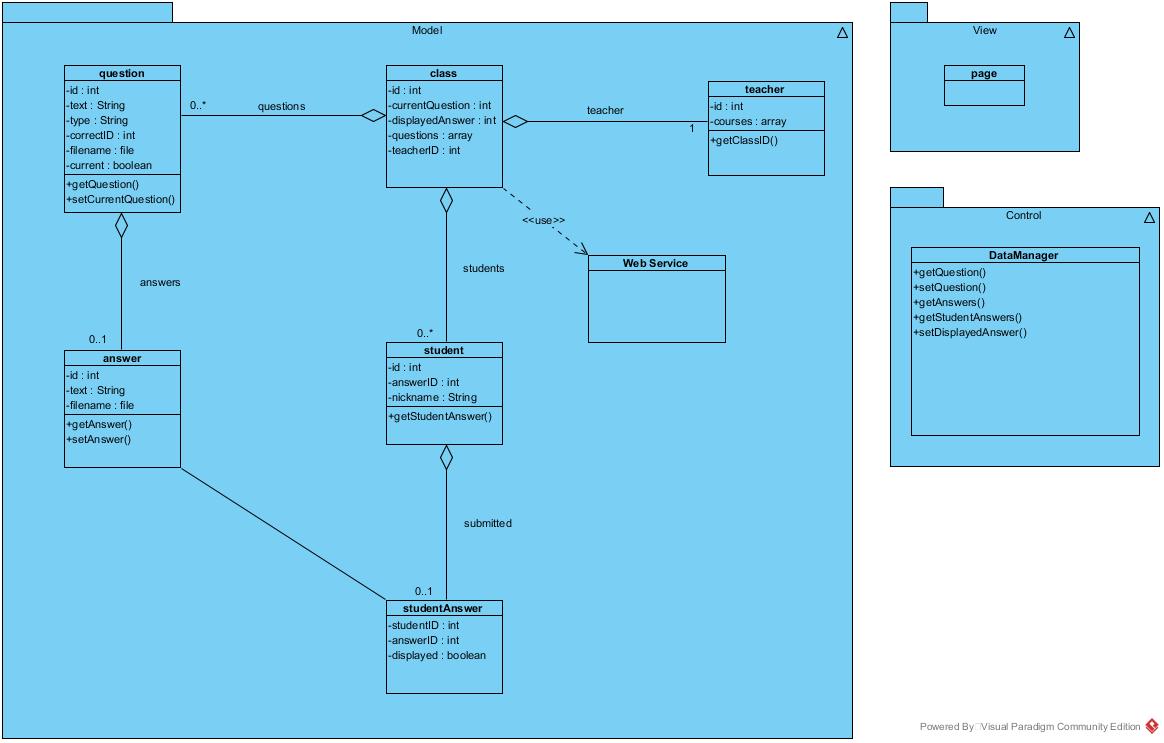 Model
question
-id : int
-text : String
-type : String
-correctID : int
-filename : file
-current : boolean
+getQuestion()
+setCurrentQuestion()
0..*
questions
class
-id : int
-currentQuestion : int
-displayedAnswer : int
-questions : array
-teacherID : int
teacher
1
teacher
-id : int
-courses : array
+getClassID()
<<use>>
Web Service
answers
0..1
students
0..*
answer
-id : int
-text : String
-filename : file
+getAnswer()
+setAnswer()
student
-id : int
-answerID : int
-nickname : String
+getStudentAnswer()
submitted
0..1
studentAnswer
-studentID : int
-answerID : int
-displayed : boolean
View
page
Control
DataManager
+getQuestion()
+setQuestion()
+getAnswers()
+getStudentAnswers()
+setDisplayedAnswer()
Powered By Visual Paradigm Community Edition